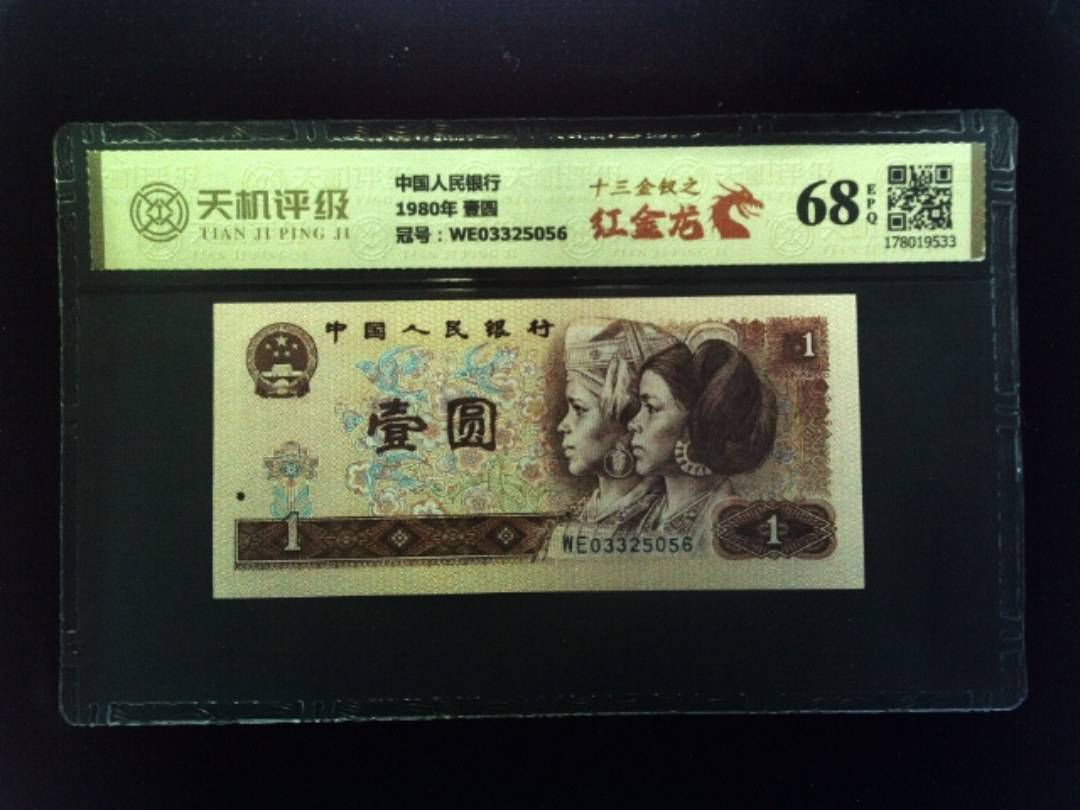 天机评级
TIAN JI PING JI
中国人民银行
1980年 壹圆
冠号：WE03325056
十三金钗之
红金龙
68
EPQ
178019533
中国人民银行
1
壹圆
1
WE03325056
1